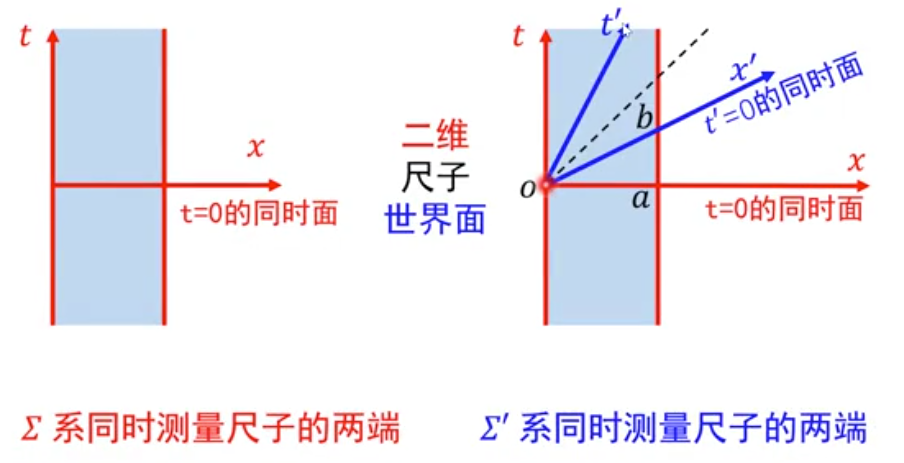 t
x
t=0的同时面
二维
尺子
世界面
t
t′
x′
t′=0的同时面
b
o
a
x
t=0的同时面
Σ 系同时测量尺子的两端
Σ′ 系同时测量尺子的两端